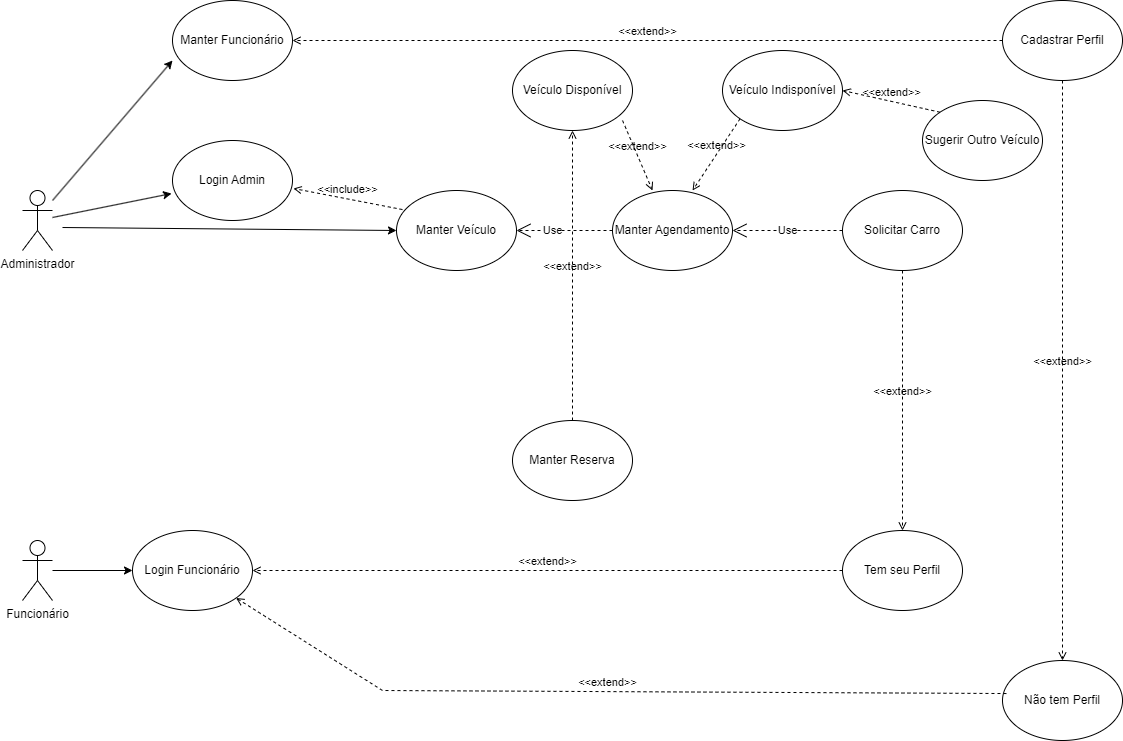 Manter Funcionário
<<extend>>
Cadastrar Perfil
Veículo Disponível
Veículo Indisponível
<<extend>>
Sugerir Outro Veículo
<<extend>>
<<extend>>
Login Admin
<<include>>
Administrador
Manter Veículo
Use
Manter Agendamento
Use
Solicitar Carro
<<extend>>
<<extend>>
<<extend>>
Manter Reserva
Funcionário
Login Funcionário
<<extend>>
Tem seu Perfil
<<extend>>
Não tem Perfil